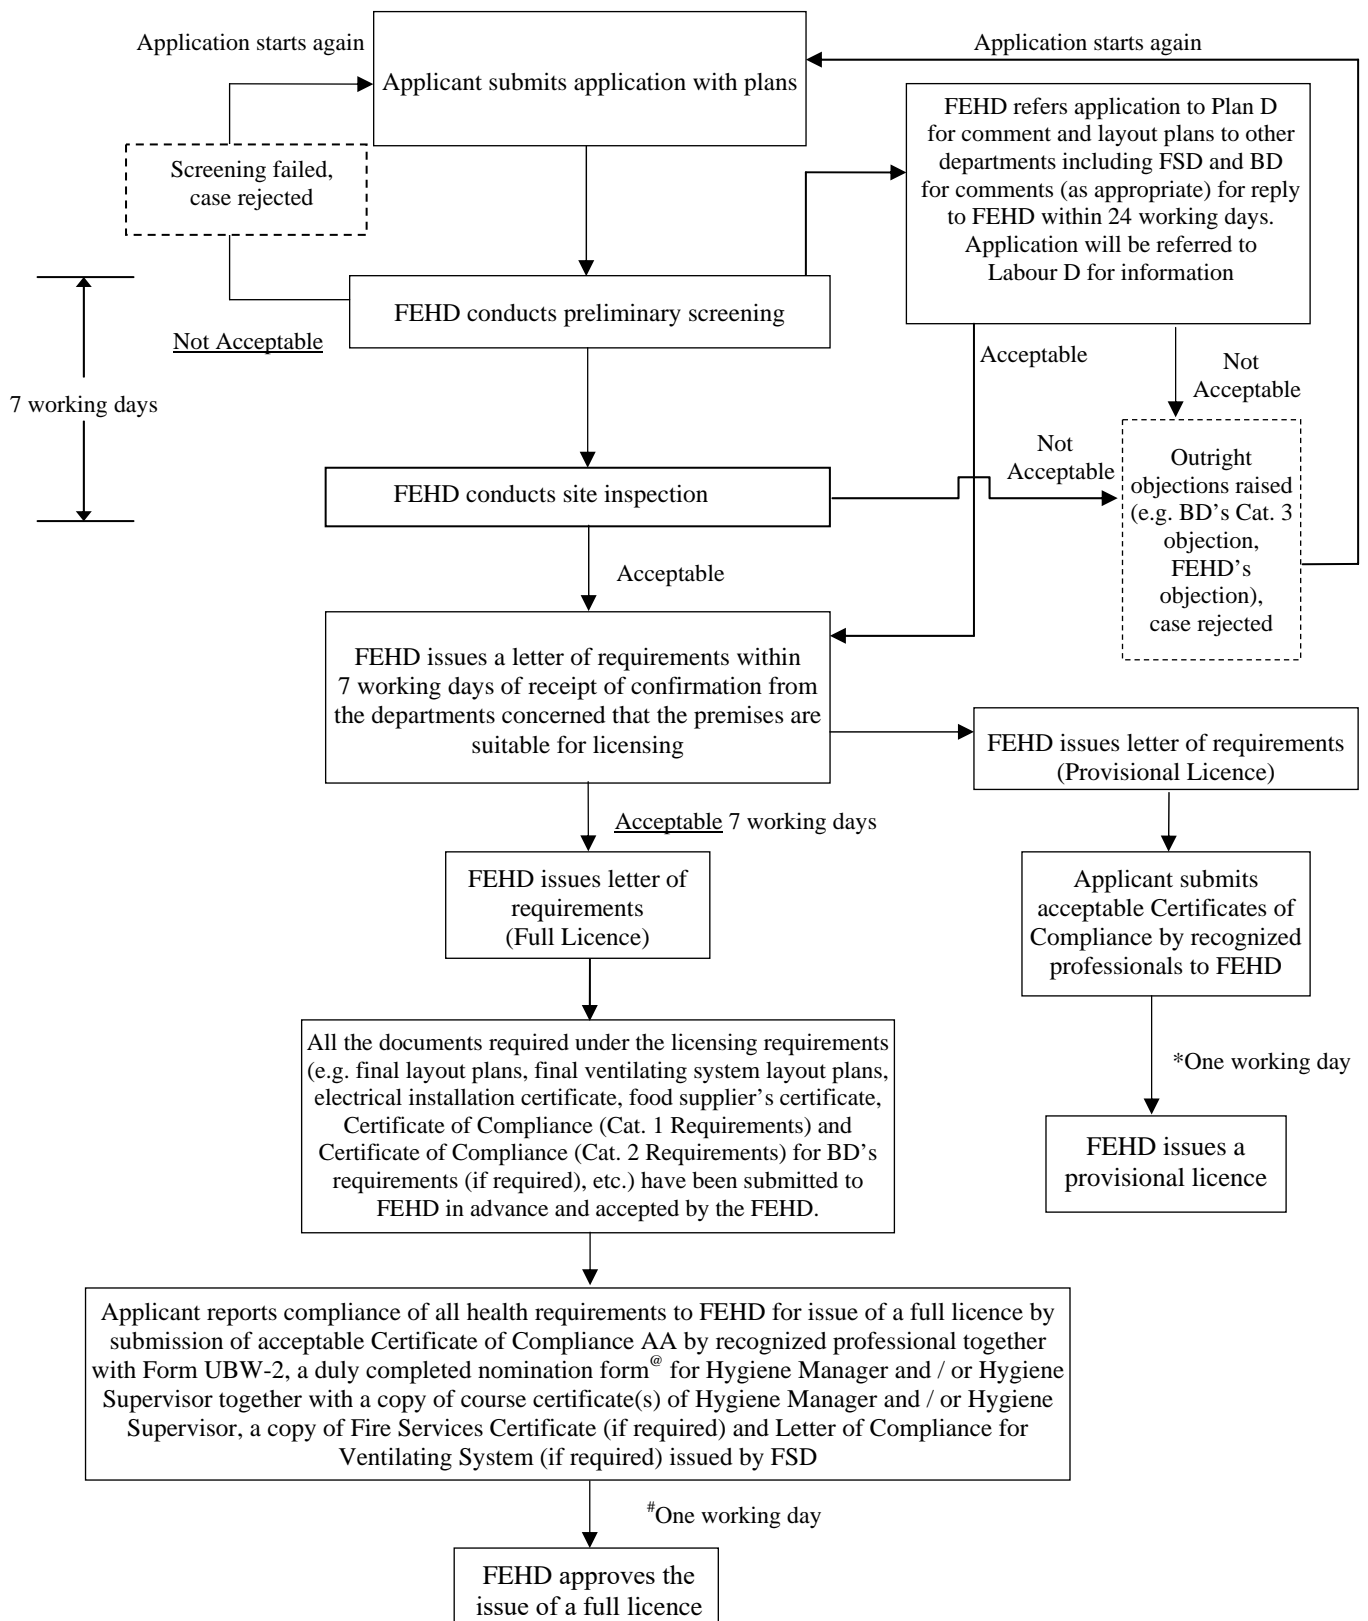 Application starts again
Application starts again
Applicant submits application with plans
FEHD refers application to Plan D
for comment and layout plans to other
departments including FSD and BD
for comments (as appropriate) for reply
to FEHD within 24 working days.
Application will be referred to
Labour D for information
Screening failed,
case rejected
FEHD conducts preliminary screening
Not Acceptable
Acceptable
Not
Acceptable
7 working days
Not
Acceptable
Outright
objections raised
(e.g. BD’s Cat. 3
objection,
FEHD’s
objection),
case rejected
FEHD conducts site inspection
Acceptable
FEHD issues a letter of requirements within
7 working days of receipt of confirmation from
the departments concerned that the premises are
suitable for licensing
FEHD issues letter of requirements
(Provisional Licence)
Acceptable 7 working days
FEHD issues letter of
requirements
(Full Licence)
Applicant submits
acceptable Certificates of
Compliance by recognized
professionals to FEHD
All the documents required under the licensing requirements
(e.g. final layout plans, final ventilating system layout plans,
electrical installation certificate, food supplier’s certificate,
Certificate of Compliance (Cat. 1 Requirements) and
Certificate of Compliance (Cat. 2 Requirements) for BD’s
requirements (if required), etc.) have been submitted to
FEHD in advance and accepted by the FEHD.
*One working day
FEHD issues a
provisional licence
Applicant reports compliance of all health requirements to FEHD for issue of a full licence by
submission of acceptable Certificate of Compliance AA by recognized professional together
with Form UBW-2, a duly completed nomination form@ for Hygiene Manager and / or Hygiene
Supervisor together with a copy of course certificate(s) of Hygiene Manager and / or Hygiene
Supervisor, a copy of Fire Services Certificate (if required) and Letter of Compliance for
Ventilating System (if required) issued by FSD
#One working day
FEHD approves the
issue of a full licence